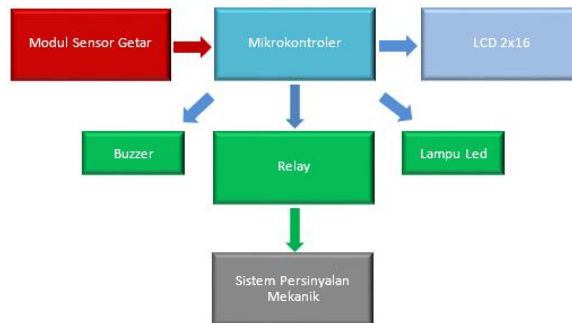 Modul Sensor Getar
Mikrokontroler
LCD 2x16
Buzzer
Relay
Lampu Led
Sistem Persinyalan
Mekanik